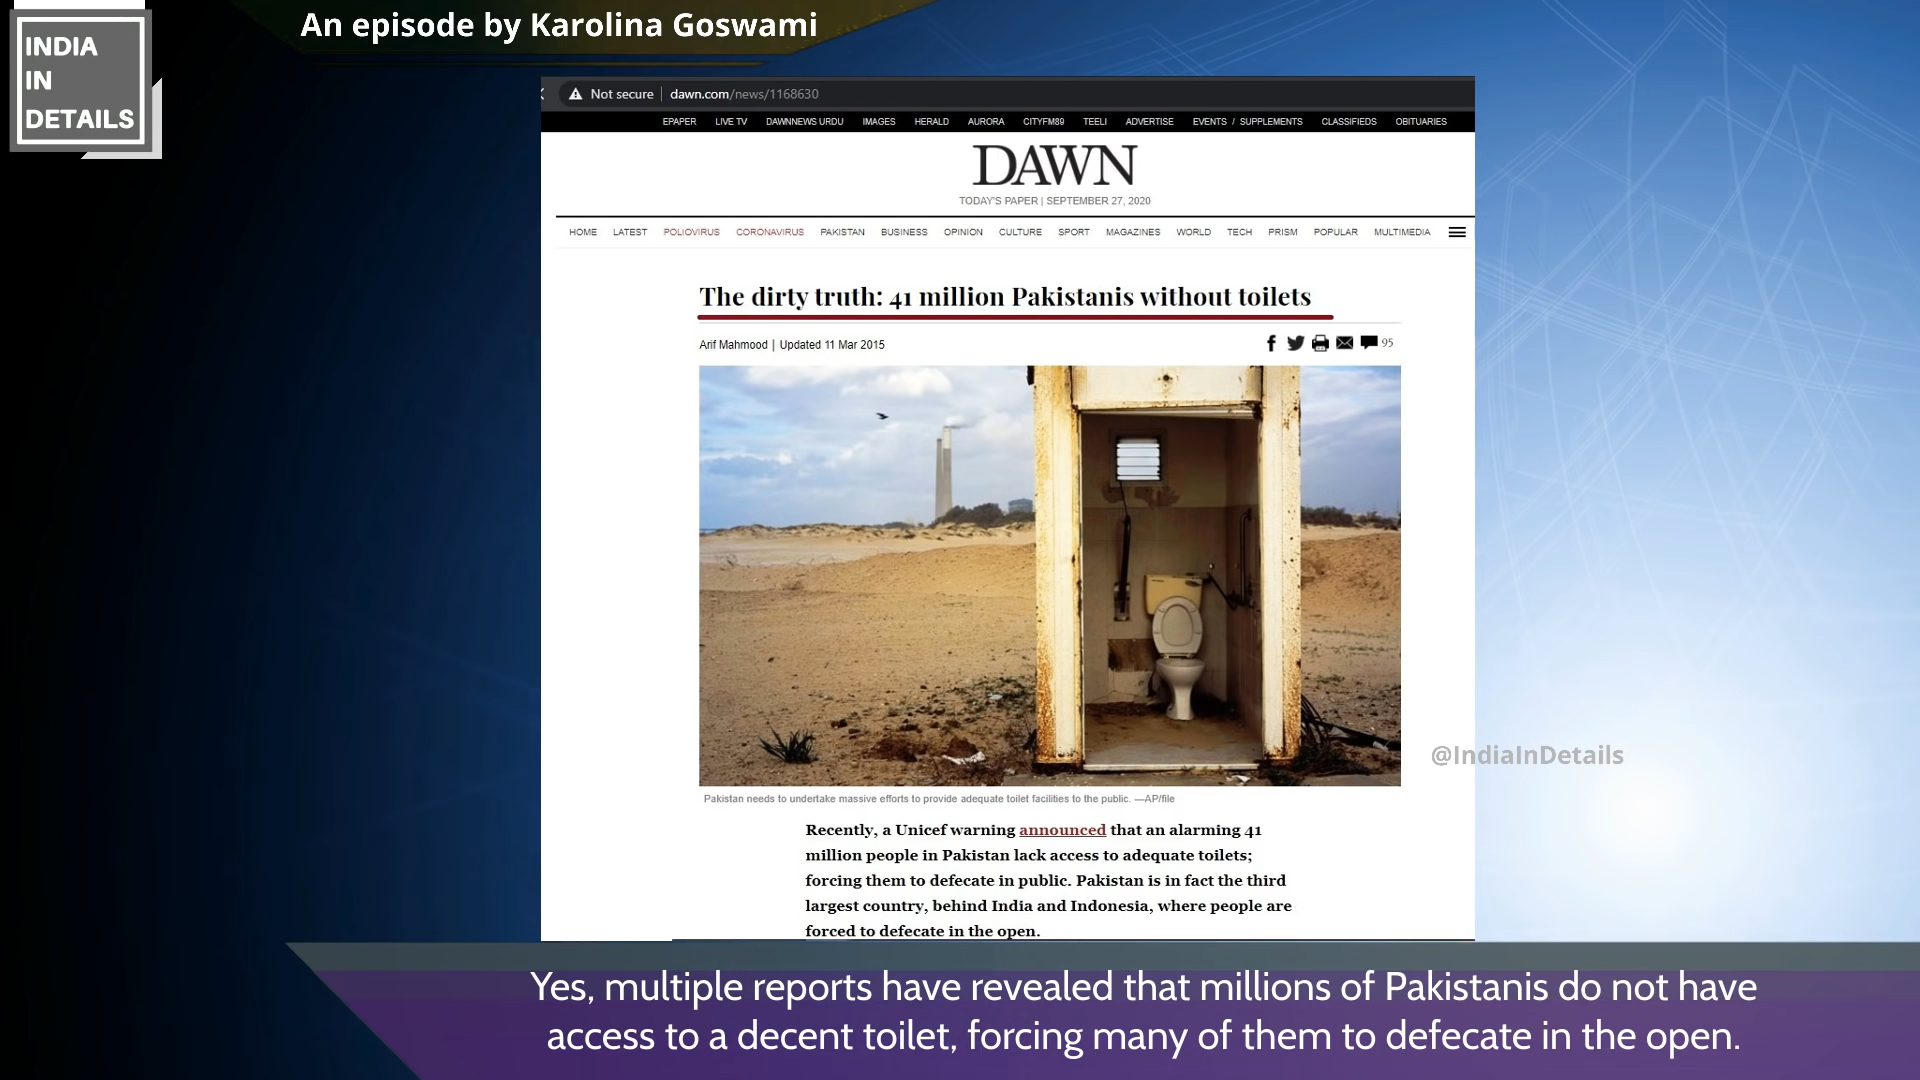 An episode by Karolina Goswami
INDIA
IN
DETAILS
Not secure | dawn.com/news/1168630
EPAPER LIVE TV DAWNNEWS URDU IMAGES HERALD AURORA CITYFM89 TEELI ADVERTISE EVENTS / SUPPLEMENTS CLASSIFIEDS OBITUARIES
DAWN
TODAY'S PAPER | SEPTEMBER 27, 2020
HOME LATEST POLIOVIRUS CORONAVIRUS PAKISTAN BUSINESS OPINION CULTURE SPORT MAGAZINES WORLD TECH PRISM POPULAR MULTIMEDIA
The dirty truth: 41 million Pakistanis without toilets
Arif Mahmood | Updated 11 Mar 2015
95
@IndiaInDetails
Pakistan needs to undertake massive efforts to provide adequate toilet facilities to the public. —AP/file
Recently, a Unicef warning announced that an alarming 41
million people in Pakistan lack access to adequate toilets;
forcing them to defecate in public. Pakistan is in fact the third
largest country, behind India and Indonesia, where people are
forced to defecate in the open.
Yes, multiple reports have revealed that millions of Pakistanis do not have
access to a decent toilet, forcing many of them to defecate in the open.